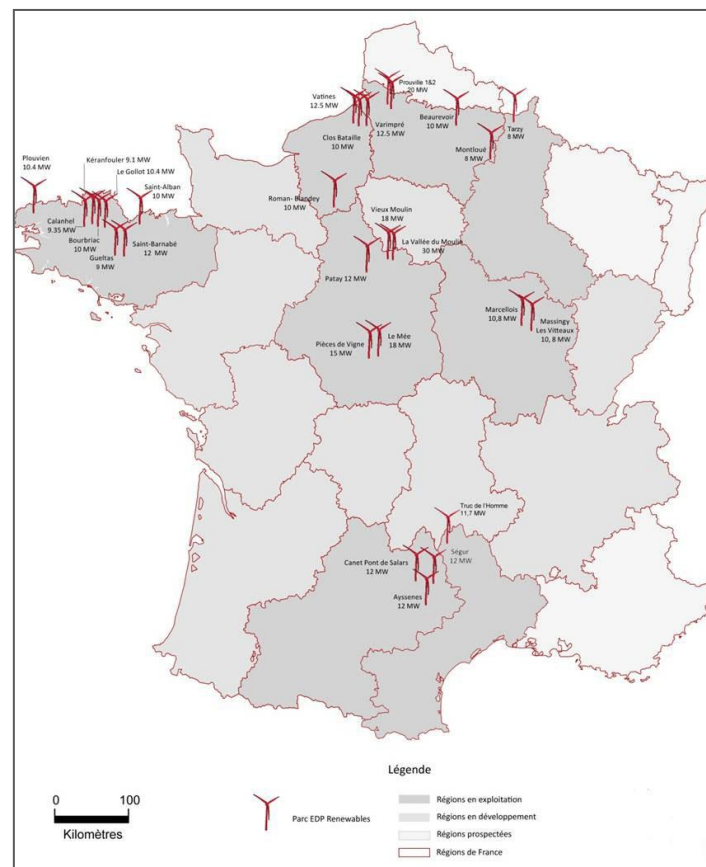 Prouville 1&2
20 MW
Vatines
12.5 MW
Varimpré
12.5 MW
Clos Bataille
10 MW
Beaurevoir
10 MW
Tarzy
8 MW
Montloué
8 MW
Plouvien
10.4 MW
Kéranfouler 9.1 MW
Le Gollot 10.4 MW
Saint-Alban
10 MW
Calanhel
9.35 MW
Bourbriac
10 MW
Gueltas
9 MW
Saint-Barnabé
12 MW
Roman- Blandey
10 MW
Vieux Moulin
18 MW
La Vallée du Moulin
30 MW
Patay 12 MW
Pièces de Vigne
15 MW
Le Mée
18 MW
Marcellois
10,8 MW
Massingy
Les Vitteaux
10, 8 MW
Truc de l'Homme
11,7 MW
Ségur
12 MW
Canet Pont de Salars
12 MW
Ayssenes
12 MW
Légende
0 100
Kilomètres
Parc EDP Renewables
Régions en exploitation
Régions en développement
Régions prospectées
Régions de France